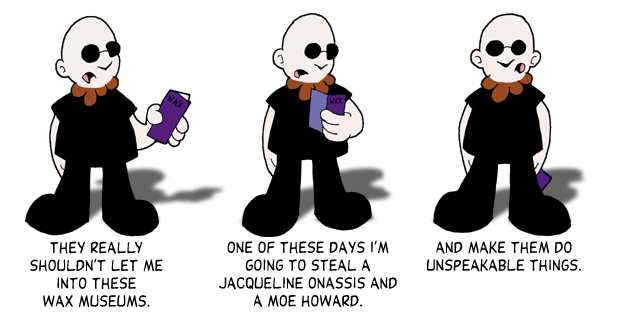 WAX
WAX
THEY REALLY
SHOULDN'T LET ME
INTO THESE
WAX MUSEUMS.
ONE OF THESE DAYS I'M
GOING TO STEAL A
JACQUELINE ONASSIS AND
A MOE HOWARD.
AND MAKE THEM DO
UNSPEAKABLE THINGS.